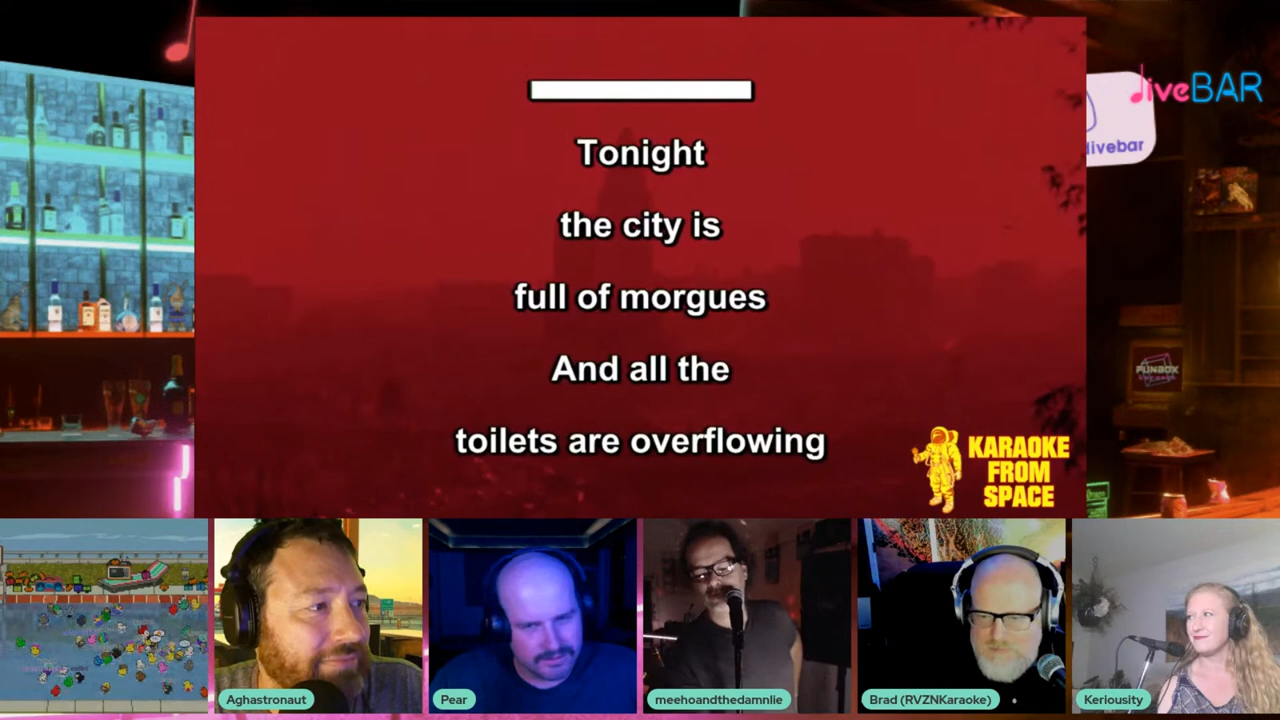 liveBAR
livebar
Tonight
the city is
full of morgues
And all the
toilets are overflowing
KARAOKE
FROM
SPACE
FUNBOX
Aghastronaut
Pear
meehoandthedamnlie
Brad (RVZNKaraoke)
Keriousity